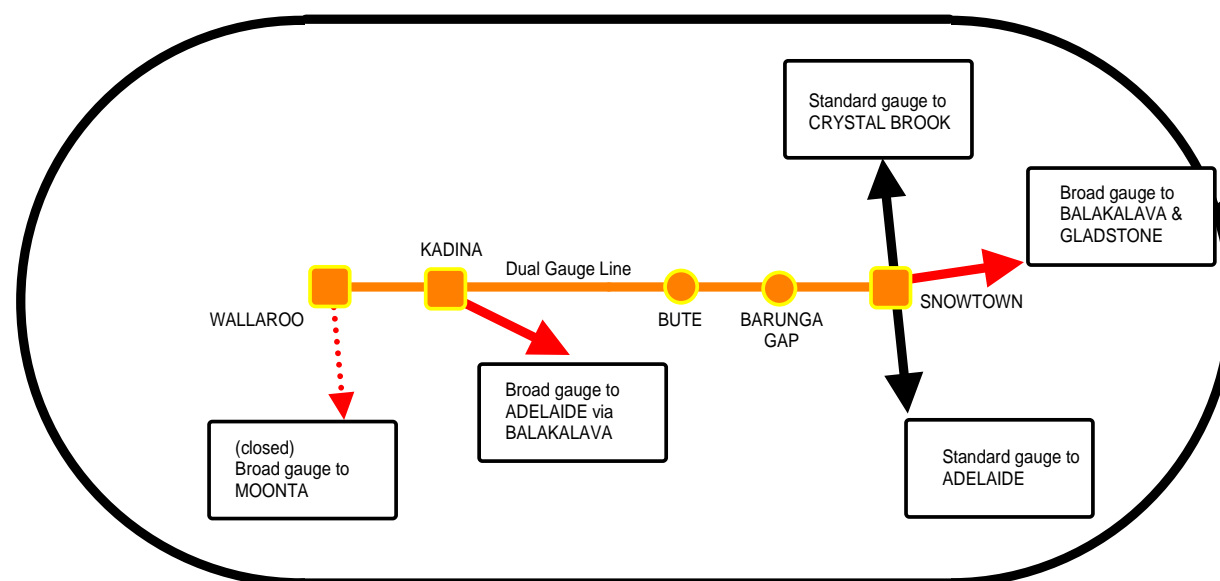 Standard gauge to
CRYSTAL BROOK
Broad gauge to
BALAKALAVA &
GLADSTONE
KADINA
Dual Gauge Line
WALLAROO
BUTE
BARUNGA
GAP
SNOWTOWN
Broad gauge to
ADELAIDE via
BALAKALAVA
(closed)
Broad gauge to
MOONTA
Standard gauge to
ADELAIDE